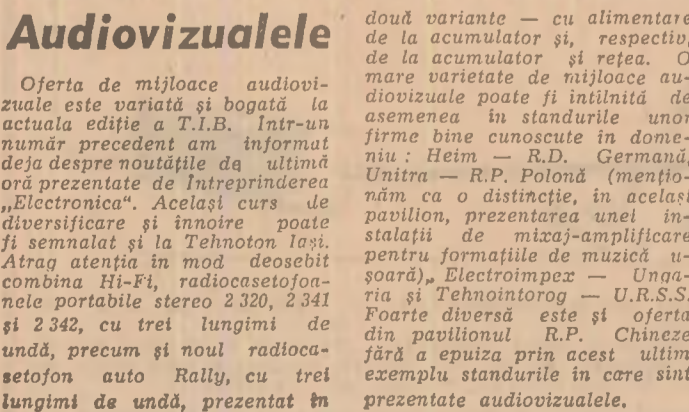 Audiovizualele
Oferta de mijloace audiovi-
zuale este variată și bogată la
actuala ediție a T.I.B. Într-un
număr precedent am informat
deja despre noutățile de ultimă
oră prezentate de Întreprinderea
„Electronica“. Același curs de
diversificare și înnoire poate
fi semnalat și la Tehnoton Iași.
Atrag atenția în mod deosebit
combina Hi-Fi, radiocasetofoa-
nele portabile stereo 2 320, 2 341
și 2 342, cu trei lungimi de
undă, precum și noul radioca-
setofon auto Rally, cu trei
lungimi de undă, prezentat în
două variante — cu alimentare
de la acumulator și, respectiv,
de la acumulator și rețea. O
mare varietate de mijloace au-
diovizuale poate fi intilnită de
asemenea în standurile unor
firme bine cunoscute în dome-
niu : Heim — R.D. Germană,
Unitra — R.P. Polonă (mențio-
năm ca o distincție, în același
pavilion, prezentarea unei in-
stalații de mixaj-amplificare
pentru formațiile de muzică u-
șoară), Electroimpex — Unga-
ria și Tehnointorog — U.R.S.S.
Foarte diversă este și oferta
din pavilionul R.P. Chineze
fără a epuiza prin acest ultim
exemplu standurile în care sint
prezentate audiovizualele.